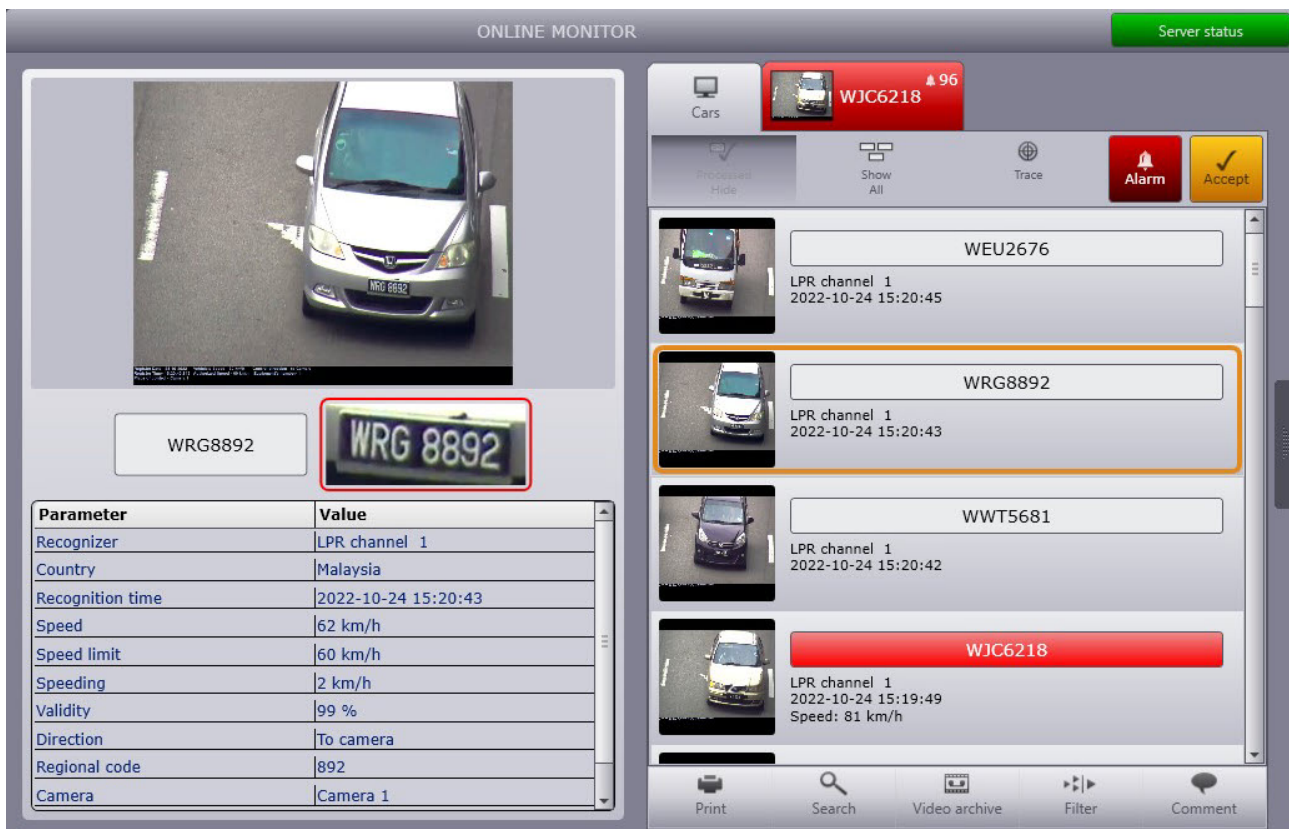 ONLINE MONITOR
Server status
NRG 8892
WRG8892
WRG 8892
Parameter Value
Recognizer LPR channel 1
Country Malaysia
Recognition time 2022-10-24 15:20:43
Speed 62 km/h
Speed limit 60 km/h
Speeding 2 km/h
Validity 99 %
Direction To camera
Regional code 892
Camera Camera 1
Cars
WJC6218
96
Processed
Hide
Show
All
Trace
Alarm
Accept
WEU2676
LPR channel 1
2022-10-24 15:20:45
WRG8892
LPR channel 1
2022-10-24 15:20:43
WWT5681
LPR channel 1
2022-10-24 15:20:42
WJC6218
LPR channel 1
2022-10-24 15:19:49
Speed: 81 km/h
Print
Search
Video archive
Filter
Comment